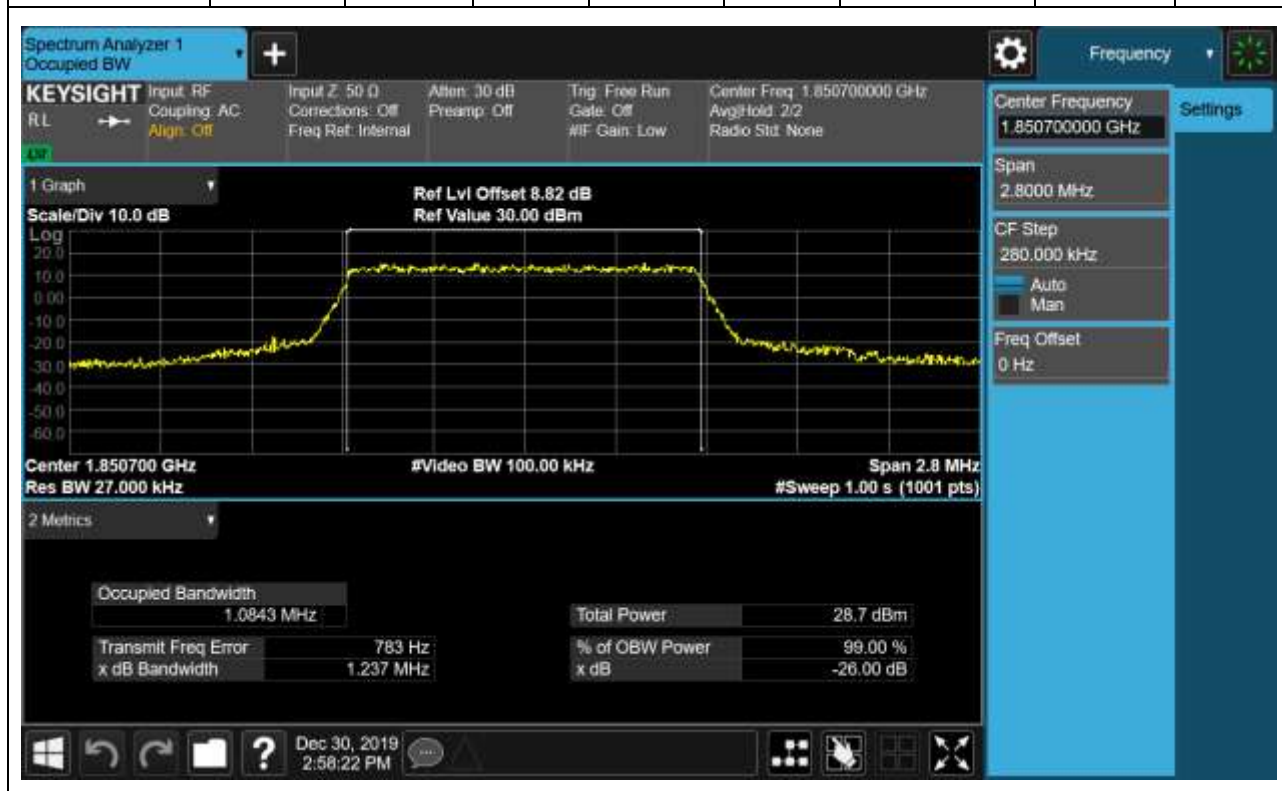 Spectrum Analyzer 1
Occupied BW
+
Frequency
KEYSIGHT
RL
Input: RF
Coupling: AC
Align: Off
Input Z: 50 Ω
Corrections: Off
Freq Ref: Internal
Atten: 30 dB
Preamp: Off
Trig: Free Run
Gate: Off
#IF Gain: Low
Center Freq: 1.850700000 GHz
Avg|Hold: 2/2
Radio Std: None
1 Graph
Scale/Div 10.0 dB
Ref Lvl Offset 8.82 dB
Ref Value 30.00 dBm
Log
20.0
10.0
0.00
-10.0
-20.0
-30.0
-40.0
-50.0
-60.0
Center 1.850700 GHz
#Video BW 100.00 kHz
Span 2.8 MHz
Res BW 27.000 kHz
#Sweep 1.00 s (1001 pts)
2 Metrics
Occupied Bandwidth
1.0843 MHz
Total Power 28.7 dBm
Transmit Freq Error 783 Hz
% of OBW Power 99.00 %
x dB Bandwidth 1.237 MHz
x dB -26.00 dB
Center Frequency
1.850700000 GHz
Settings
Span
2.8000 MHz
CF Step
280.000 kHz
Auto
Man
Freq Offset
0 Hz
?
Dec 30, 2019
2:58:22 PM